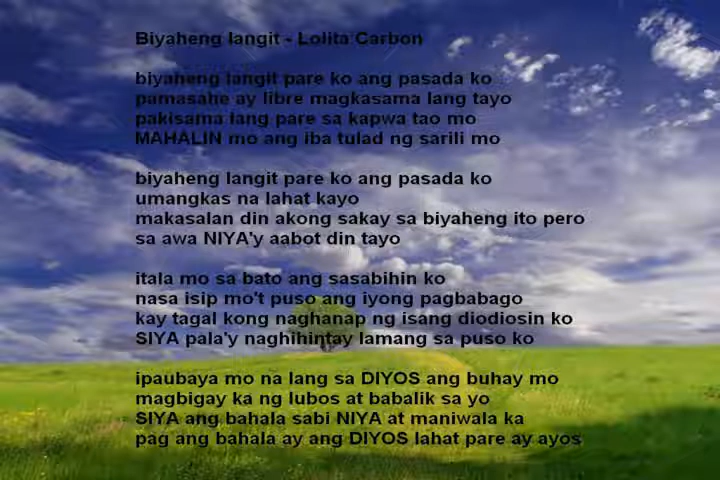 Biyaheng langit - Lolita Carbon
biyaheng langit pare ko ang pasada ko
pamasahe ay libre magkasama lang tayo
pakisama lang pare sa kapwa tao mo
MAHALIN mo ang iba tulad ng sarili mo
biyaheng langit pare ko ang pasada ko
umangkas na lahat kayo
makasalan din akong sakay sa biyaheng ito pero
sa awa NIYA'y aabot din tayo
itala mo sa bato ang sasabihin ko
nasa isip mo't puso ang iyong pagbabago
kay tagal kong naghanap ng isang diodiosin ko
SIYA pala'y naghihintay lamang sa puso ko
ipaubaya mo na lang sa DIYOS ang buhay mo
magbigay ka ng lubos at babalik sa yo
SIYA ang bahala sabi NIYA at maniwala ka
pag ang bahala ay ang DIYOS lahat pare ay ayos